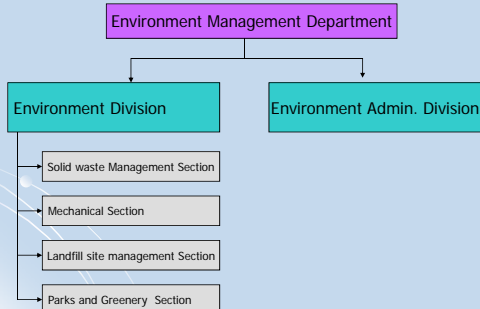 Environment Management Department
Environment Division
Environment Admin. Division
Solid waste Management Section
Mechanical Section
Landfill site management Section
Parks and Greenery Section